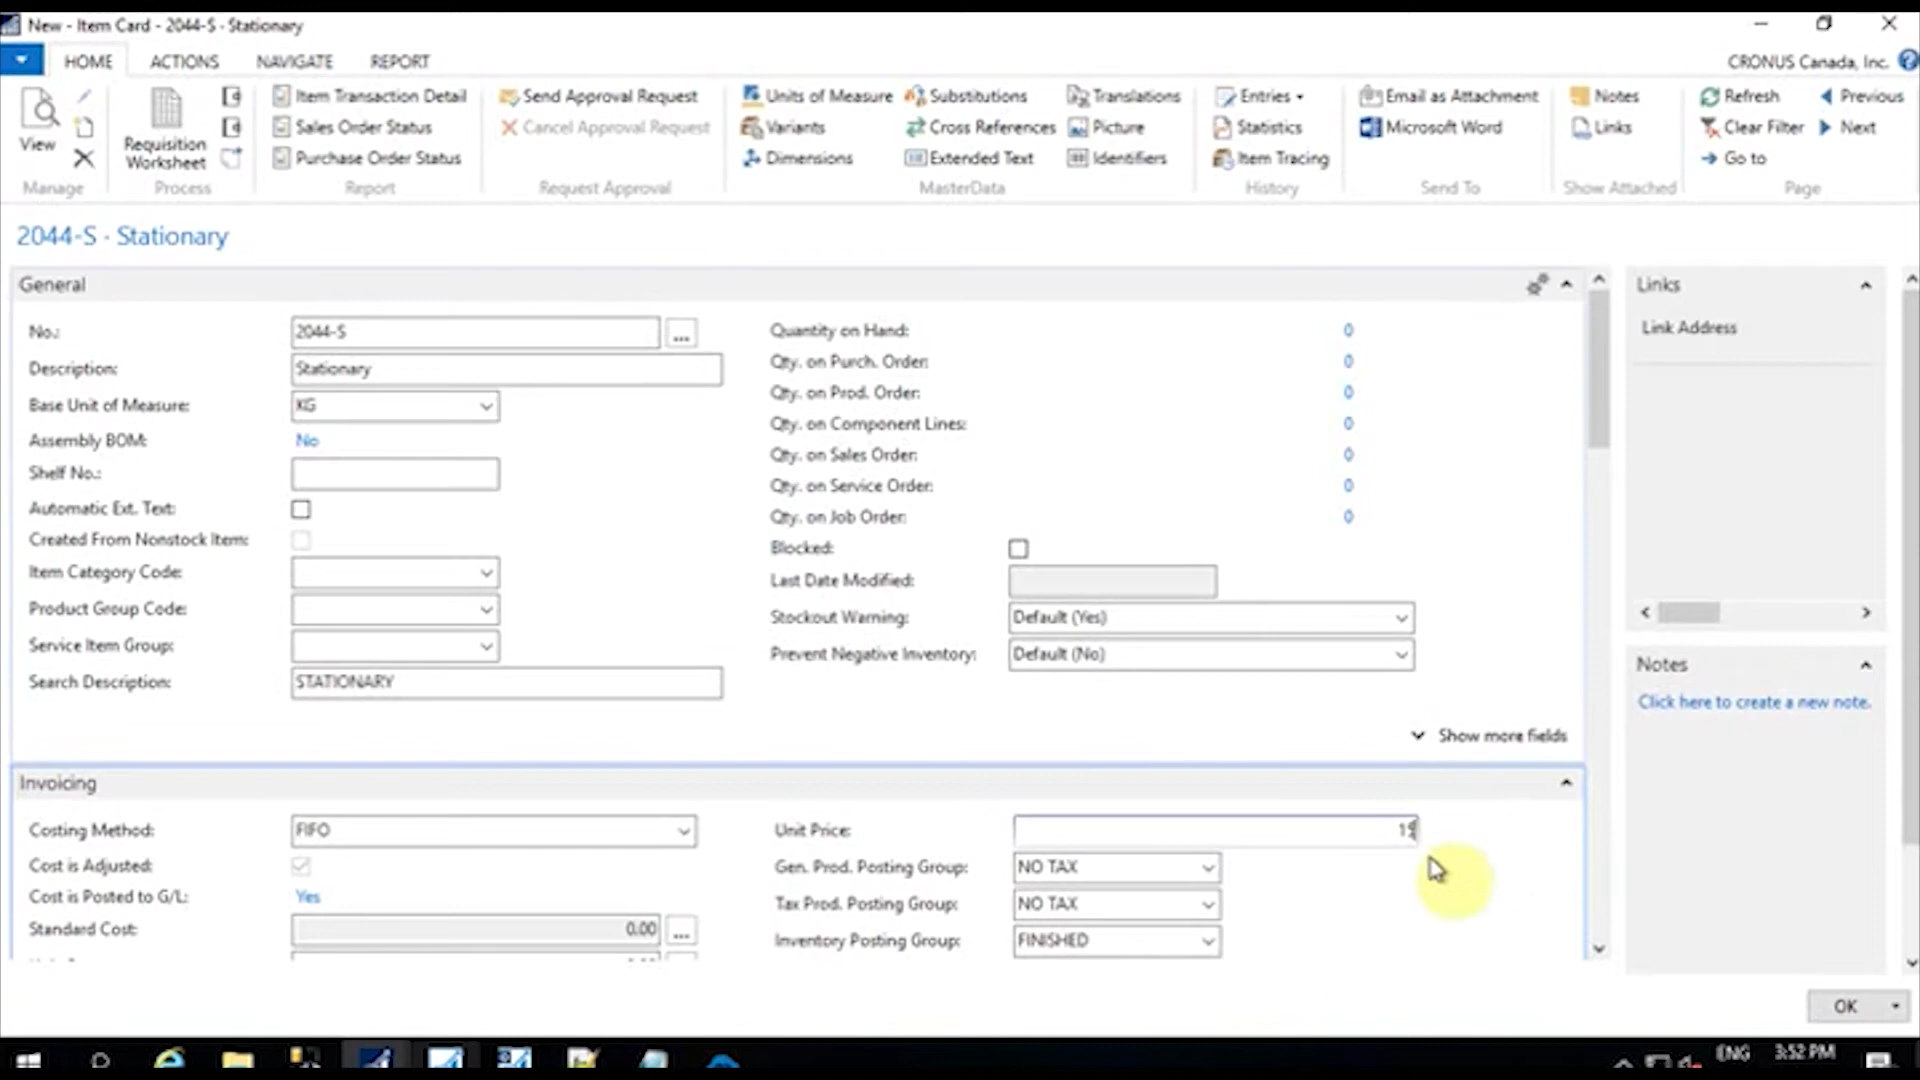 New - Item Card - 2044-S - Stationary
HOME ACTIONS NAVIGATE REPORT CRONUS Canada, Inc.
View
Manage
Requisition Worksheet
Process
Item Transaction Detail
Sales Order Status
Purchase Order Status
Report
Send Approval Request
Cancel Approval Request
Request Approval
Units of Measure
Variants
Dimensions
Substitutions
Cross References
Extended Text
Translations
Picture
Identifiers
MasterData
Entries
Statistics
Item Tracing
History
Email as Attachment
Microsoft Word
Send To
Notes
Links
Show Attached
Refresh
Clear Filter
Go to
Previous
Next
Page
2044-S · Stationary
General
No.: 2044-S ...
Description: Stationary
Base Unit of Measure: KG
Assembly BOM: No
Shelf No.:
Automatic Ext. Text:
Created From Nonstock Item:
Item Category Code:
Product Group Code:
Service Item Group:
Search Description: STATIONARY
Quantity on Hand: 0
Qty. on Purch. Order: 0
Qty. on Prod. Order: 0
Qty. on Component Lines: 0
Qty. on Sales Order: 0
Qty. on Service Order: 0
Qty. on Job Order: 0
Blocked:
Last Date Modified:
Stockout Warning: Default (Yes)
Prevent Negative Inventory: Default (No)
Show more fields
Invoicing
Costing Method: FIFO
Cost is Adjusted:
Cost is Posted to G/L: Yes
Standard Cost: 0.00 ...
Unit Price:
Gen. Prod. Posting Group: NO TAX
Tax Prod. Posting Group: NO TAX
Inventory Posting Group: FINISHED
Links
Link Address
Notes
Click here to create a new note.
OK
ENG 3:52 PM